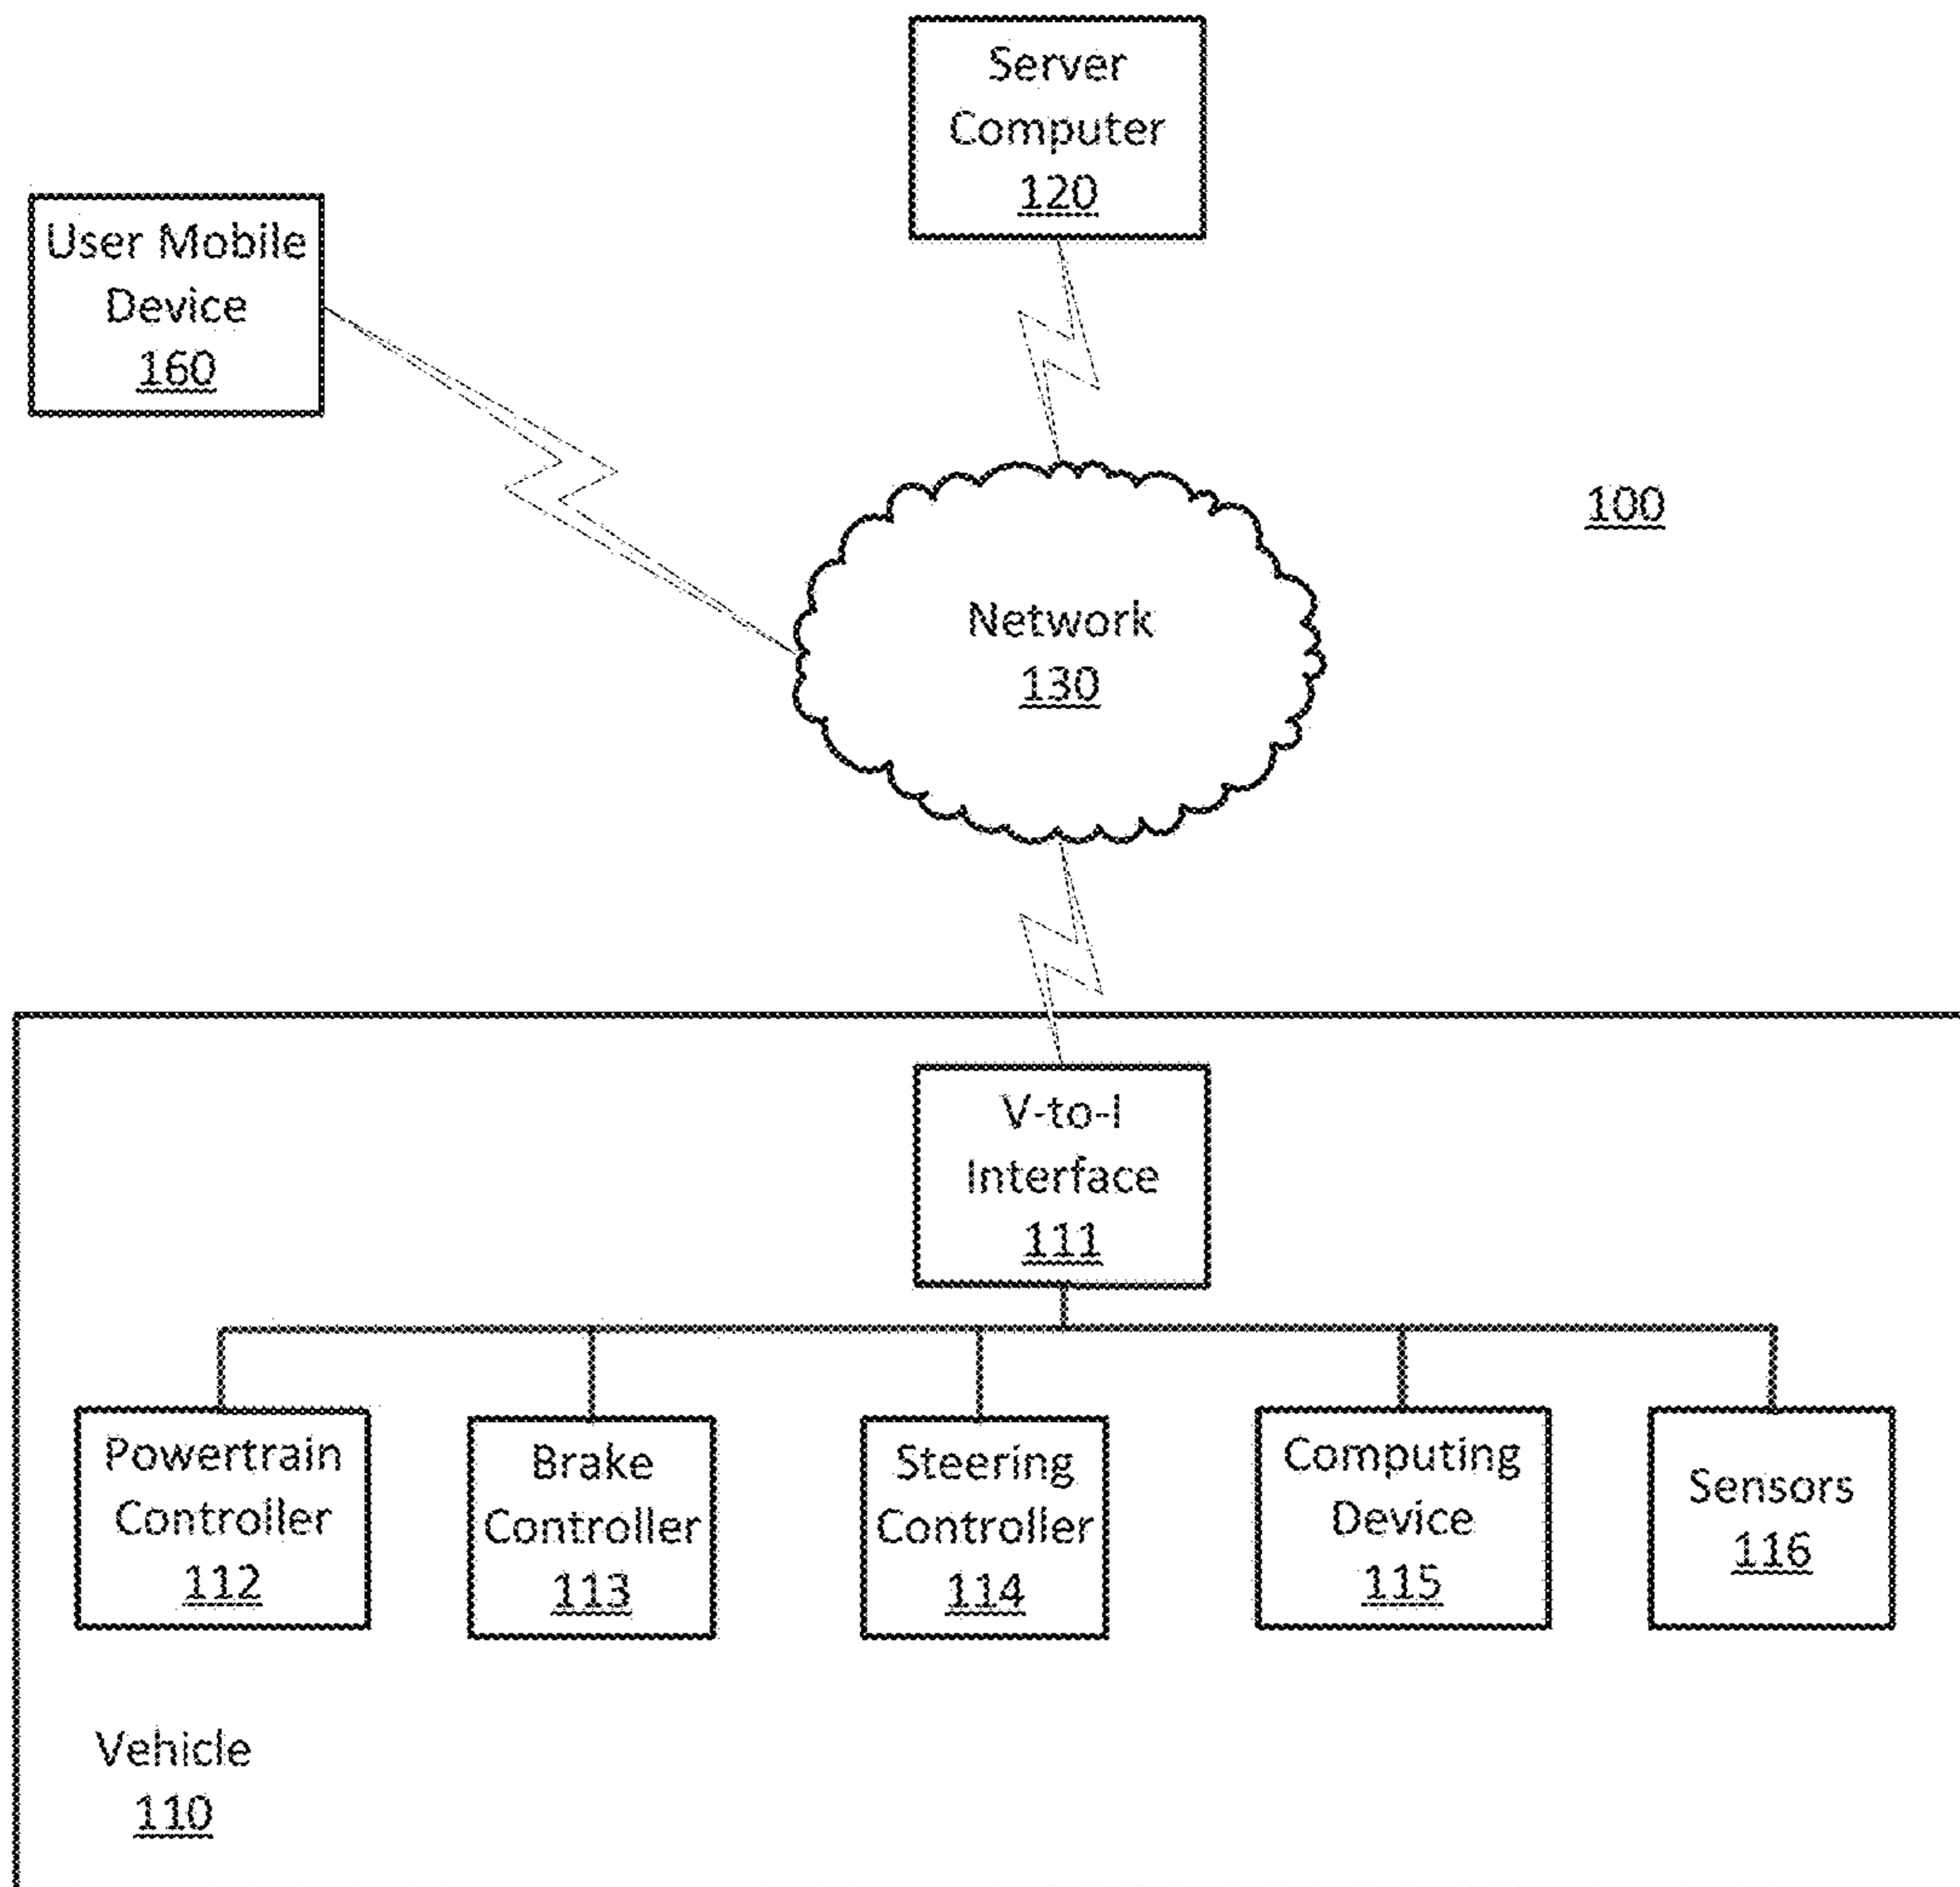 Server
Computer
120
User Mobile
Device
160
100
Network
130
V-to-I
Interface
111
Powertrain
Controller
112
Brake
Controller
113
Steering
Controller
114
Computing
Device
115
Sensors
116
Vehicle
110